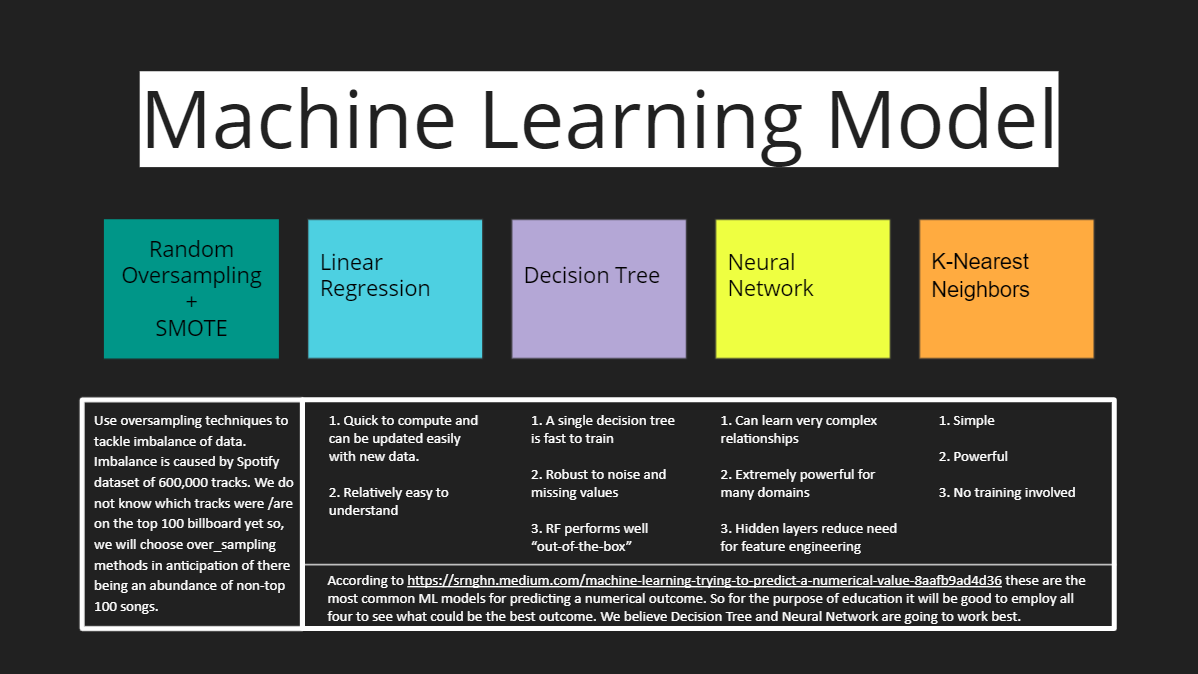 Machine Learning Model
Random
Oversampling
+
SMOTE
Linear
Regression
Decision Tree
Neural
Network
K-Nearest
Neighbors
Use oversampling techniques to
tackle imbalance of data.
Imbalance is caused by Spotify
dataset of 600,000 tracks. We do
not know which tracks were /are
on the top 100 billboard yet so,
we will choose over_sampling
methods in anticipation of there
being an abundance of non-top
100 songs.
1. Quick to compute and
can be updated easily
with new data.
2. Relatively easy to
understand
1. A single decision tree
is fast to train
2. Robust to noise and
missing values
3. RF performs well
“out-of-the-box”
1. Can learn very complex
relationships
2. Extremely powerful for
many domains
3. Hidden layers reduce need
for feature engineering
1. Simple
2. Powerful
3. No training involved
According to https://srnghn.medium.com/machine-learning-trying-to-predict-a-numerical-value-8aafb9ad4d36 these are the
most common ML models for predicting a numerical outcome. So for the purpose of education it will be good to employ all
four to see what could be the best outcome. We believe Decision Tree and Neural Network are going to work best.